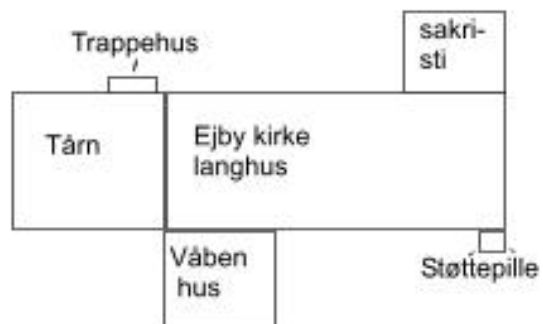 Trappehus
sakri-
sti
Tårn
Ejby kirke
langhus
Våben
hus
Støttepille